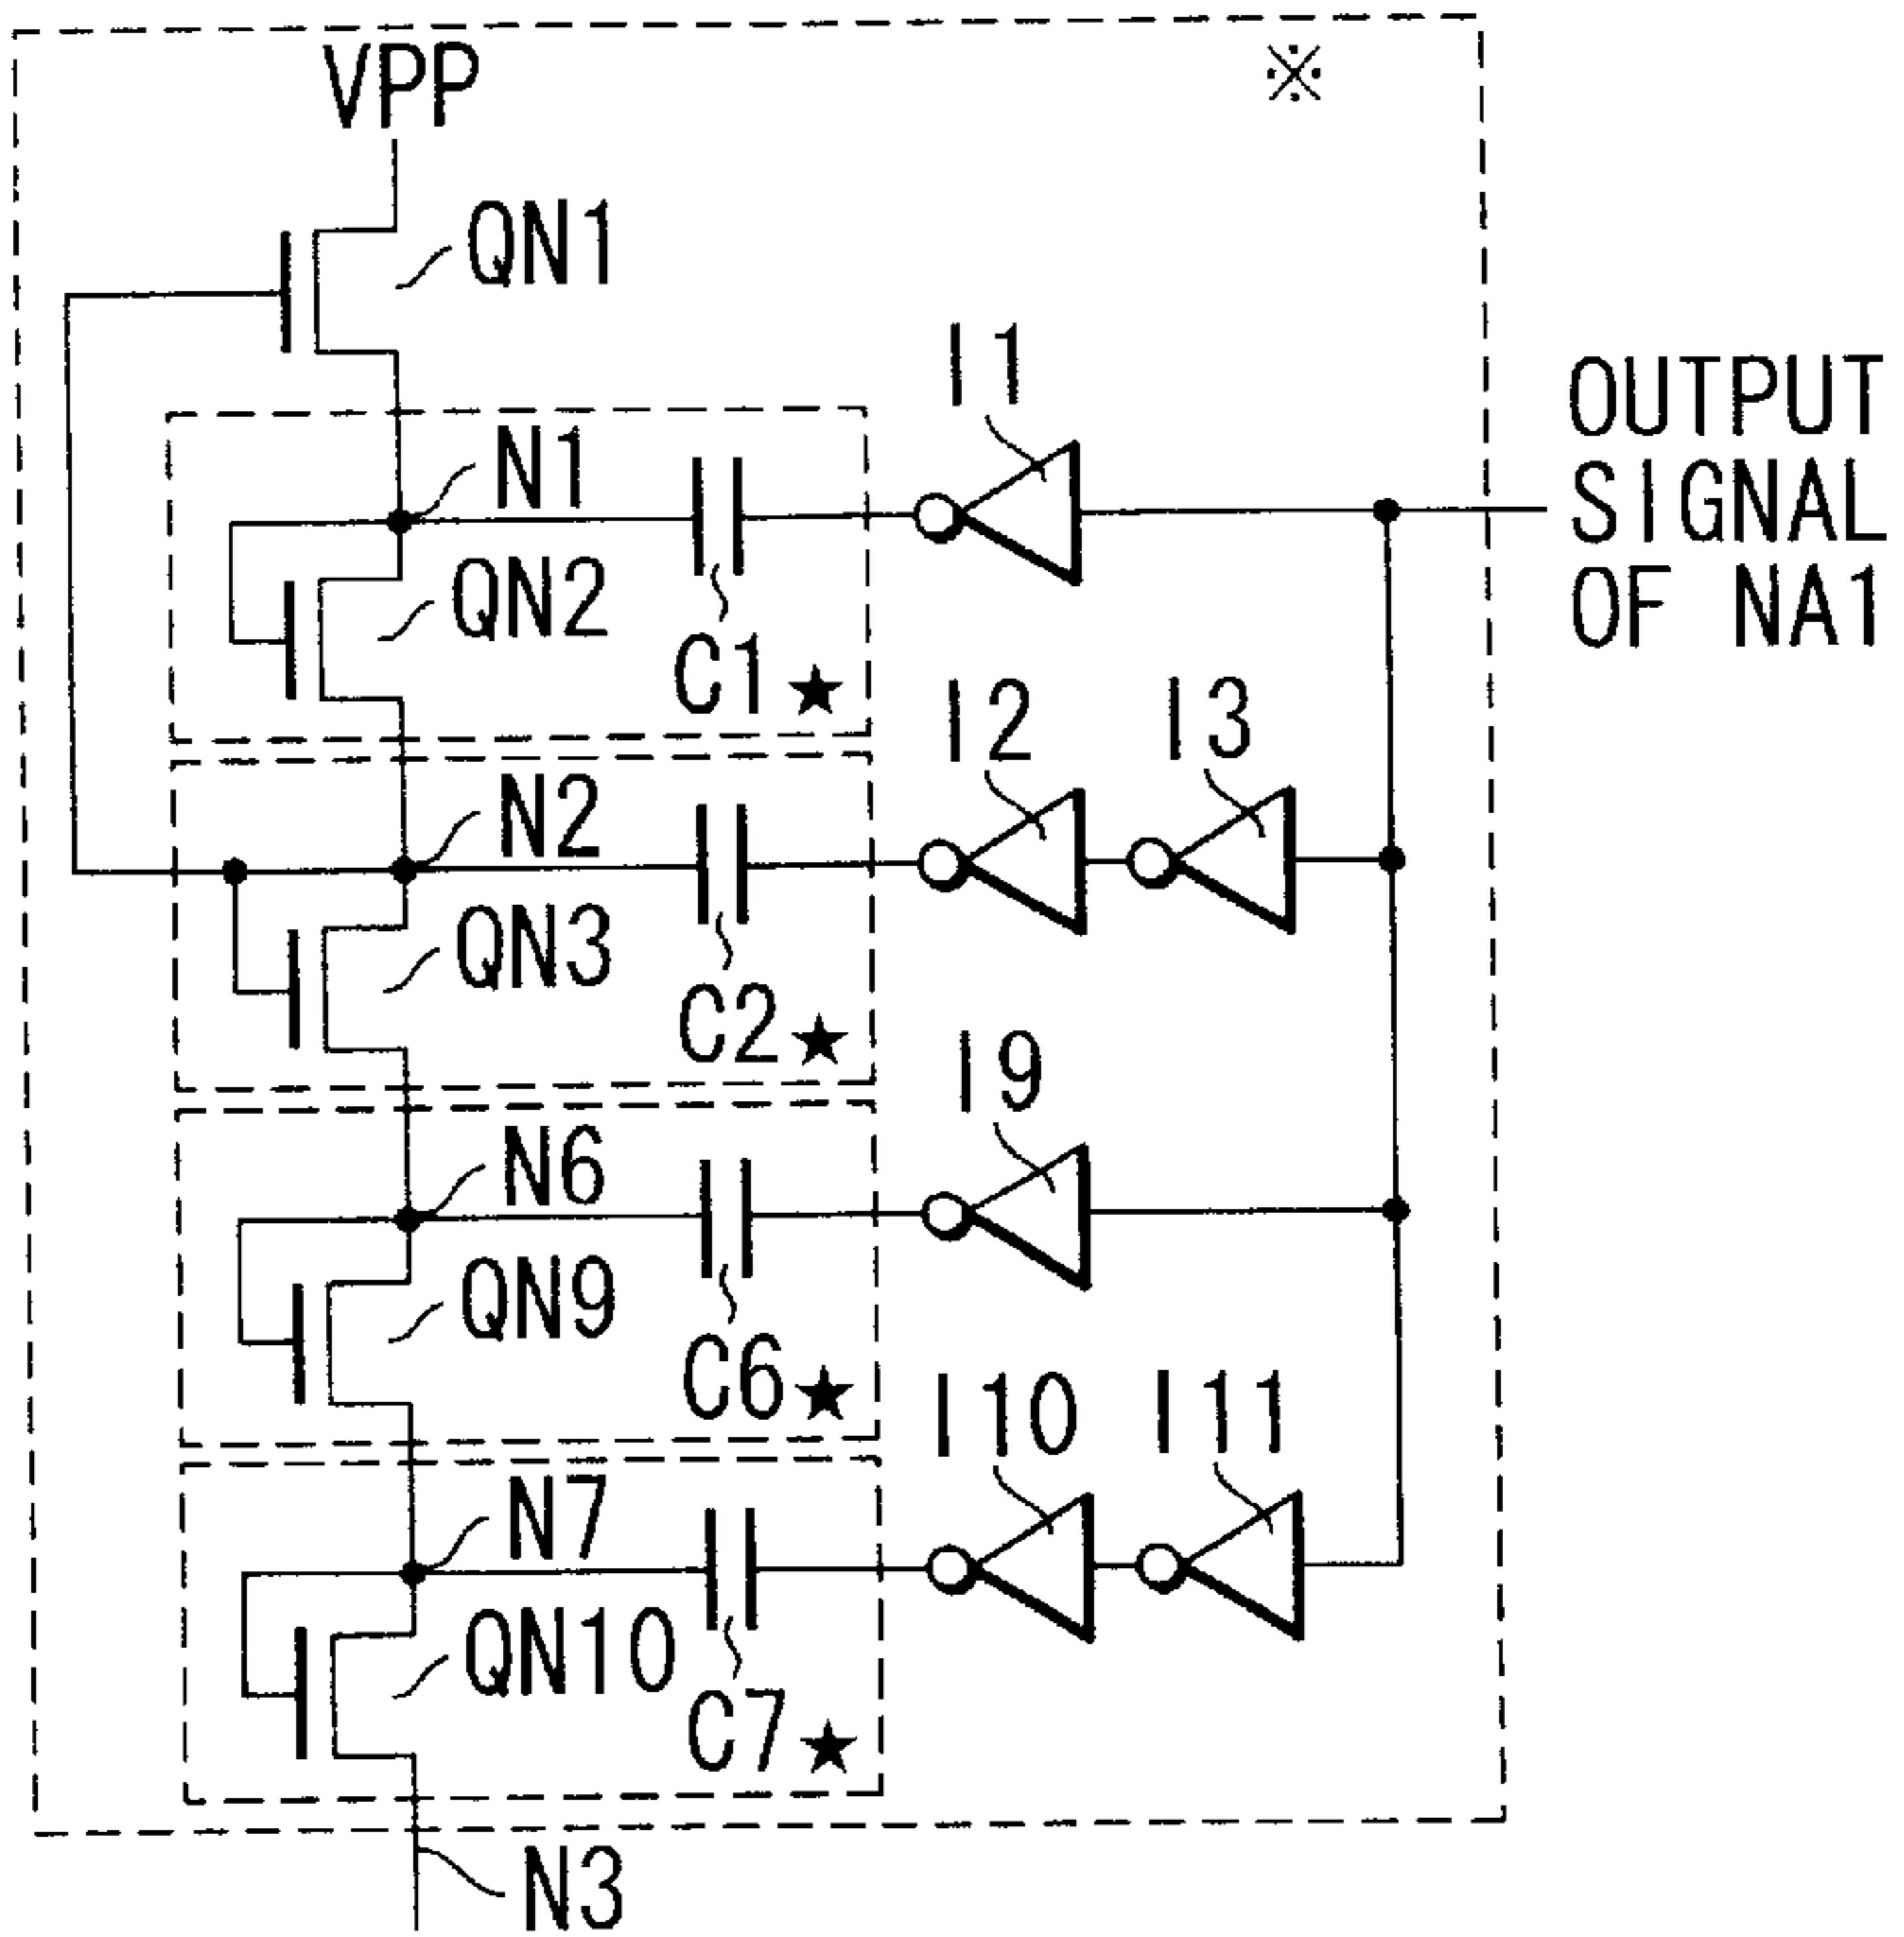 VPP
※
QN1
I1
OUTPUT
SIGNAL
OF NA1
N1
QN2
C1★
I2
I3
N2
QN3
C2★
I9
N6
QN9
C6★
I10
I11
N7
QN10
C7★
N3